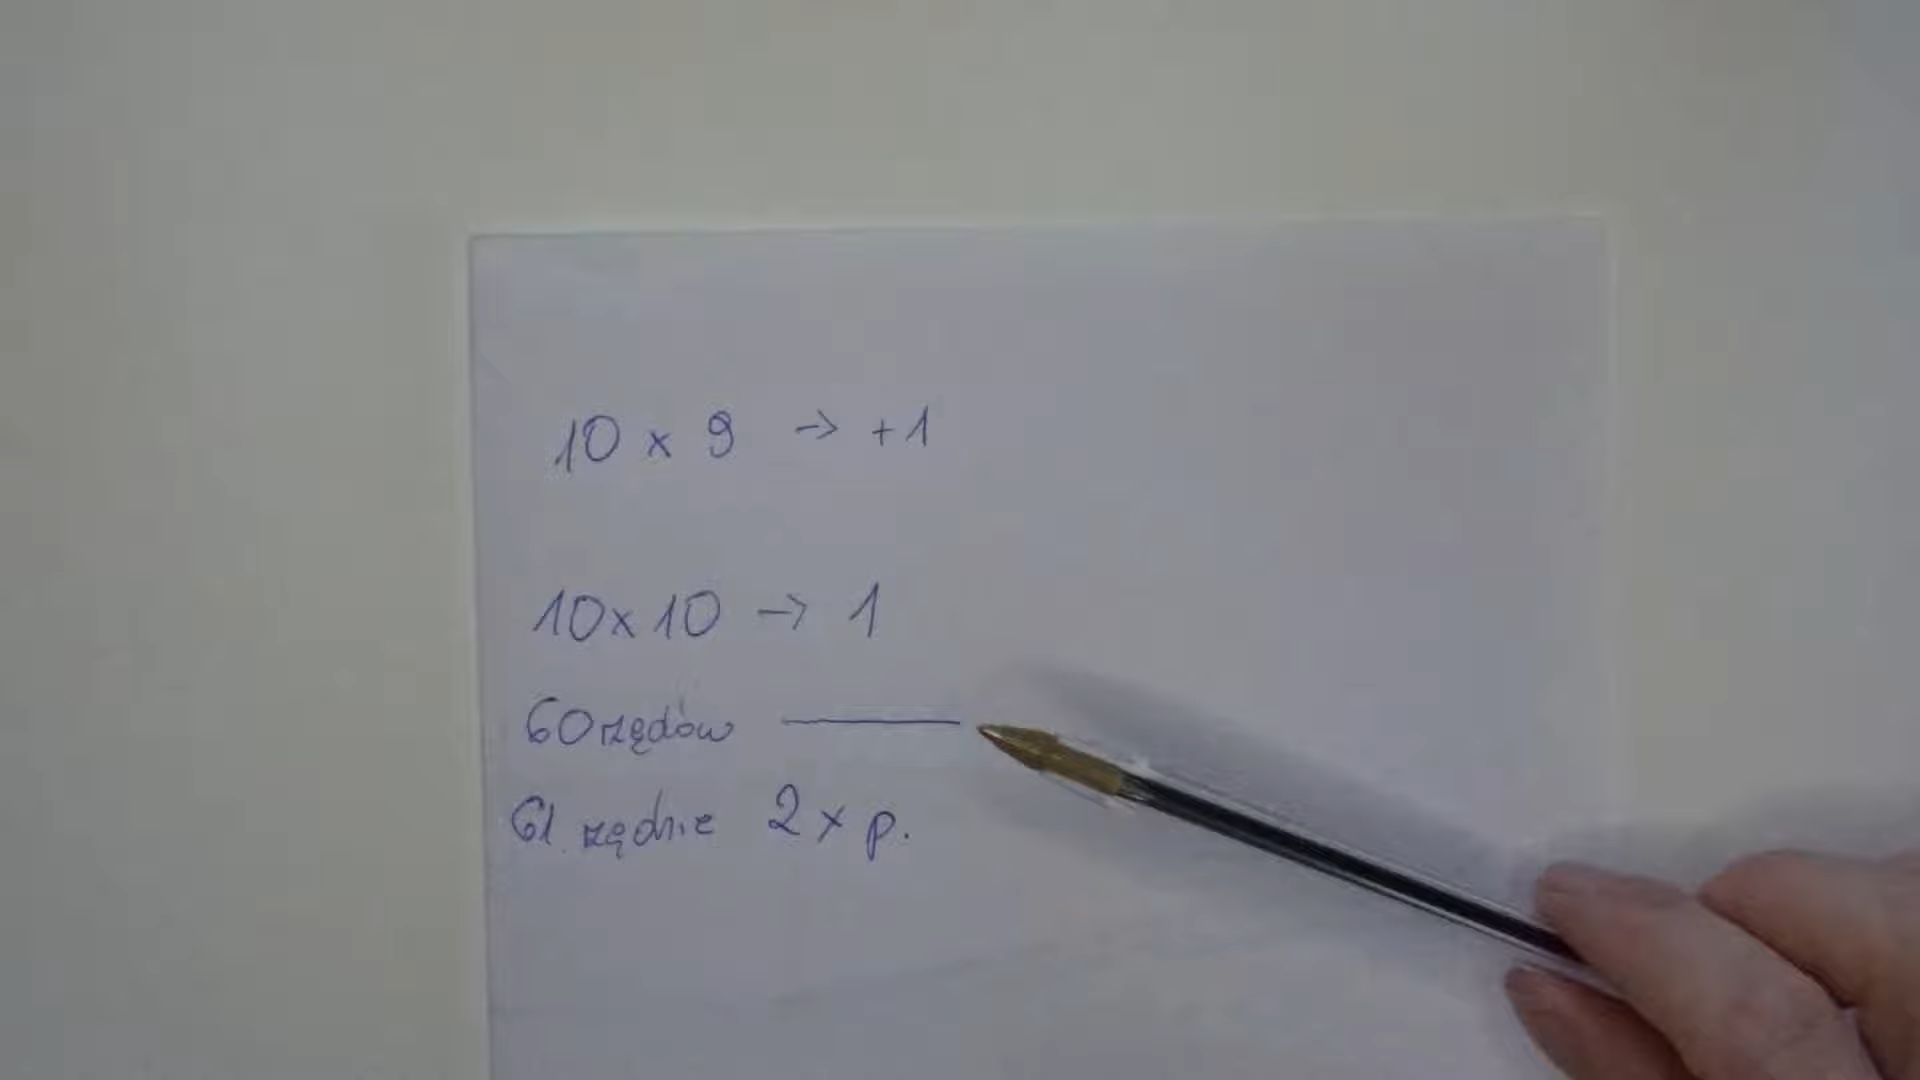 10 x 9 → +1
10x10 → 1
60 rzędów —
61. rzędzie 2 x p.